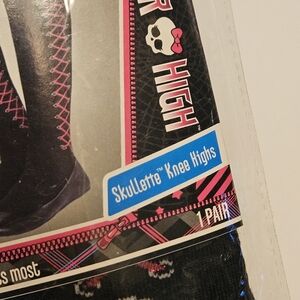 R HIGH
Skullette™ Knee Highs
1 PAIR
s most